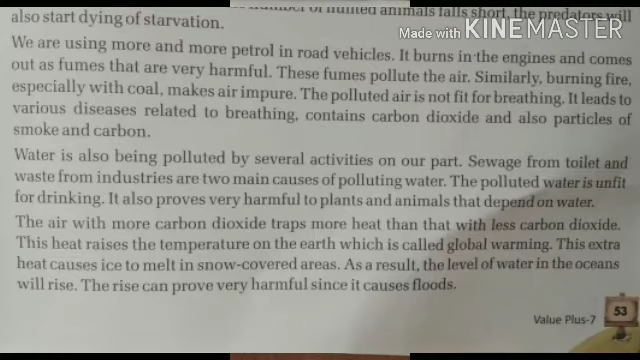 number of hunted animals falls short, the predators will
also start dying of starvation.
Made with KINEMASTER
We are using more and more petrol in road vehicles. It burns in the engines and comes
out as fumes that are very harmful. These fumes pollute the air. Similarly, burning fire,
especially with coal, makes air impure. The polluted air is not fit for breathing. It leads to
various diseases related to breathing, contains carbon dioxide and also particles of
smoke and carbon.
Water is also being polluted by several activities on our part. Sewage from toilet and
waste from industries are two main causes of polluting water. The polluted water is unfit
for drinking. It also proves very harmful to plants and animals that depend on water.
The air with more carbon dioxide traps more heat than that with less carbon dioxide.
This heat raises the temperature on the earth which is called global warming. This extra
heat causes ice to melt in snow-covered areas. As a result, the level of water in the oceans
will rise. The rise can prove very harmful since it causes floods.
Value Plus-7
53